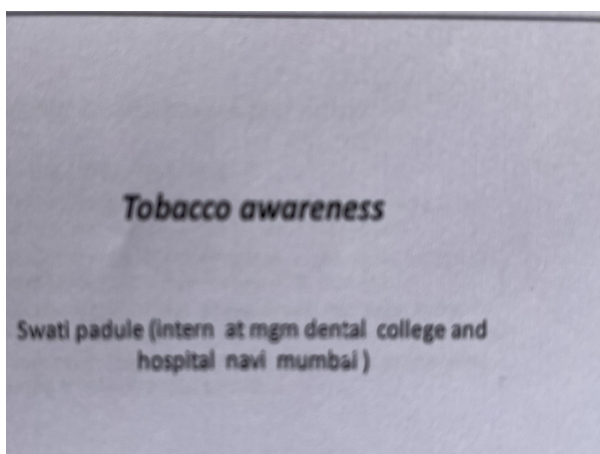 Tobacco awareness
Swati padule (intern at mgm dental college and
hospital navi mumbai )